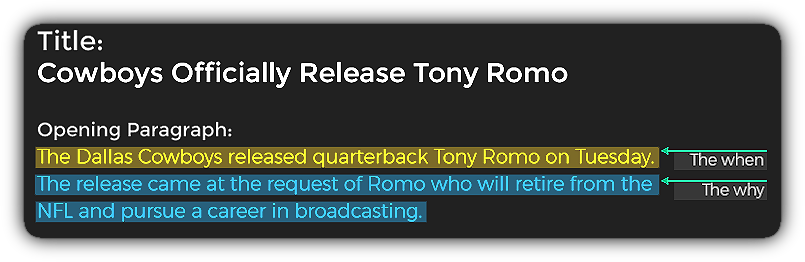 Title:
Cowboys Officially Release Tony Romo
Opening Paragraph:
The Dallas Cowboys released quarterback Tony Romo on Tuesday.
The when
The release came at the request of Romo who will retire from the
The why
NFL and pursue a career in broadcasting.